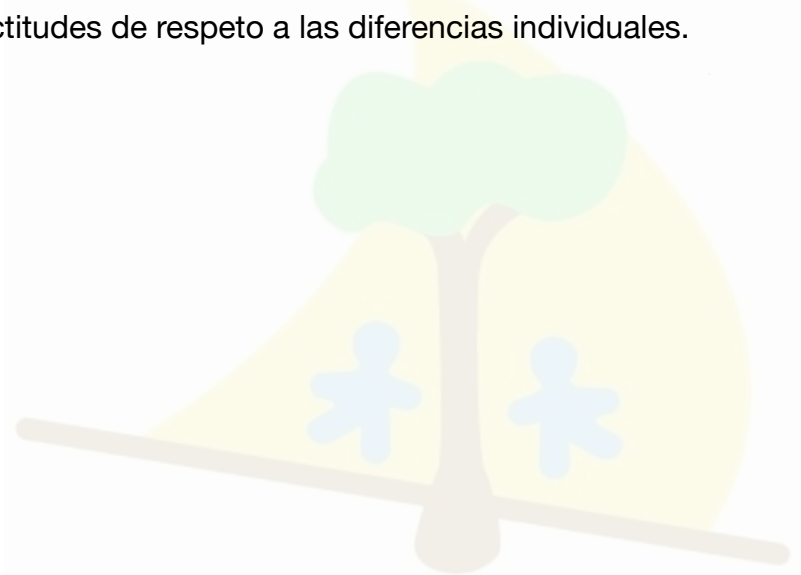 ctitudes de respeto a las diferencias individuales.